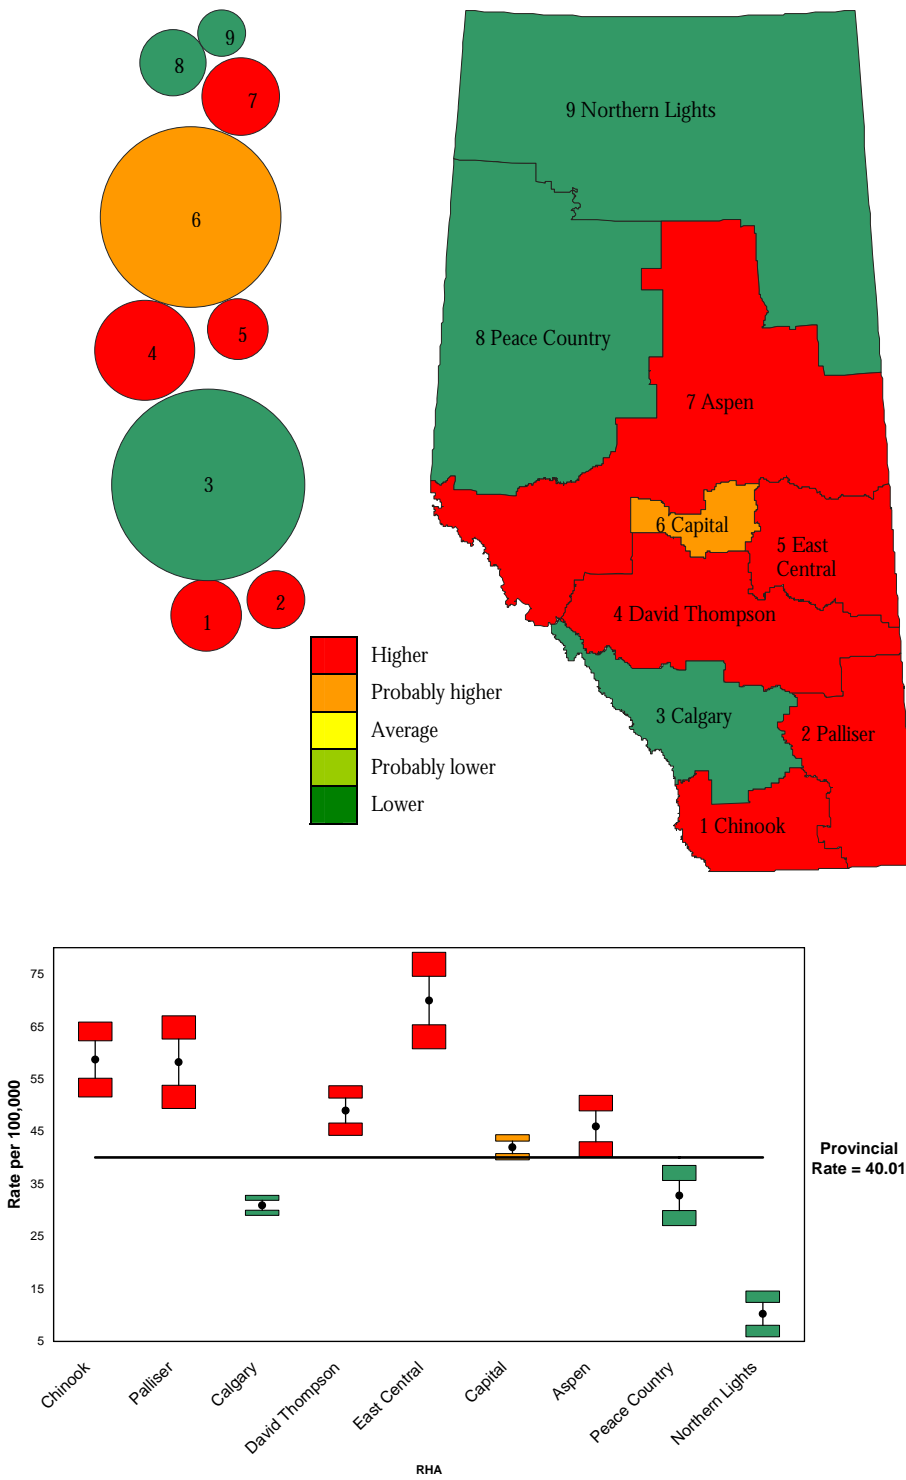 9
8
7
6
5
4
3
2
1
9 Northern Lights
8 Peace Country
7 Aspen
6 Capital
5 East
Central
4 David Thompson
3 Calgary
2 Palliser
1 Chinook
Higher
Probably higher
Average
Probably lower
Lower
75
65
55
45
35
25
15
5
Rate per 100,000
Provincial
Rate = 40.01
Chinook
Palliser
Calgary
David Thompson
East Central
Capital
Aspen
Peace Country
Northern Lights
RHA